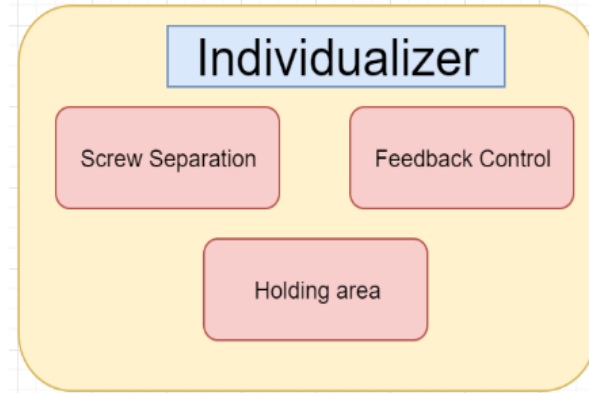 Individualizer
Screw Separation
Feedback Control
Holding area